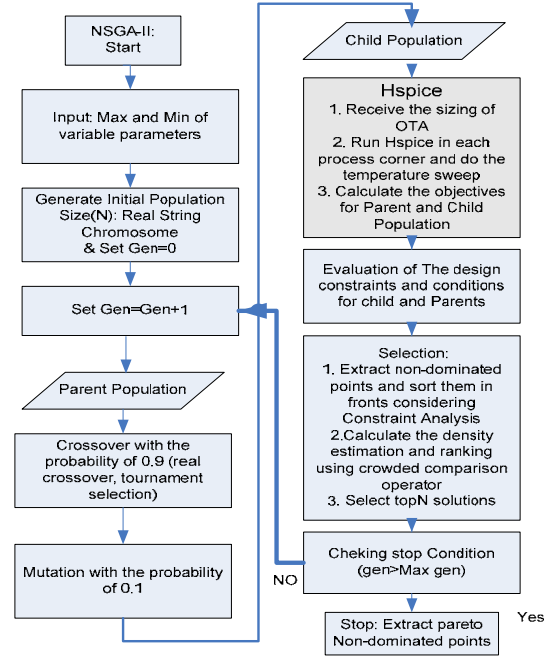 NSGA-II:
Start
Input: Max and Min of
variable parameters
Generate Initial Population
Size(N): Real String
Chromosome
& Set Gen=0
Set Gen=Gen+1
Parent Population
Crossover with the
probability of 0.9 (real
crossover, tournament
selection)
Mutation with the probability
of 0.1
Child Population
Hspice
1. Receive the sizing of
OTA
2. Run Hspice in each
process corner and do the
temperature sweep
3. Calculate the objectives
for Parent and Child
Population
Evaluation of The design
constraints and conditions
for child and Parents
Selection:
1. Extract non-dominated
points and sort them in
fronts considering
Constraint Analysis
2.Calculate the density
estimation and ranking
using crowded comparison
operator
3. Select topN solutions
Cheking stop Condition
(gen>Max gen)
NO
Yes
Stop: Extract pareto
Non-dominated points